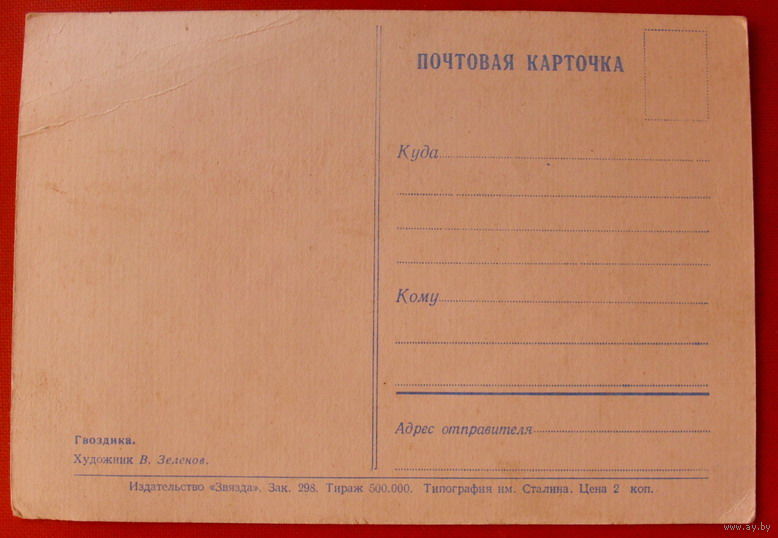 ПОЧТОВАЯ КАРТОЧКА
Куда
Кому
Адрес отправителя
Гвоздика.
Художник В. Зеленов.
Издательство «Звязда». Зак. 298. Тираж 500.000. Типография им. Сталина. Цена 2 коп.
www.ay.by